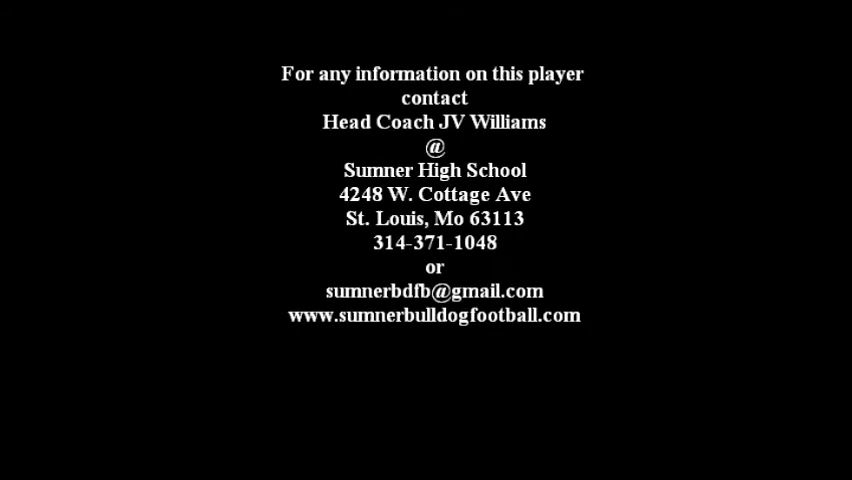 For any information on this player
contact
Head Coach JV Williams
@
Sumner High School
4248 W. Cottage Ave
St. Louis, Mo 63113
314-371-1048
or
sumnerbdfb@gmail.com
www.sumnerbulldogfootball.com